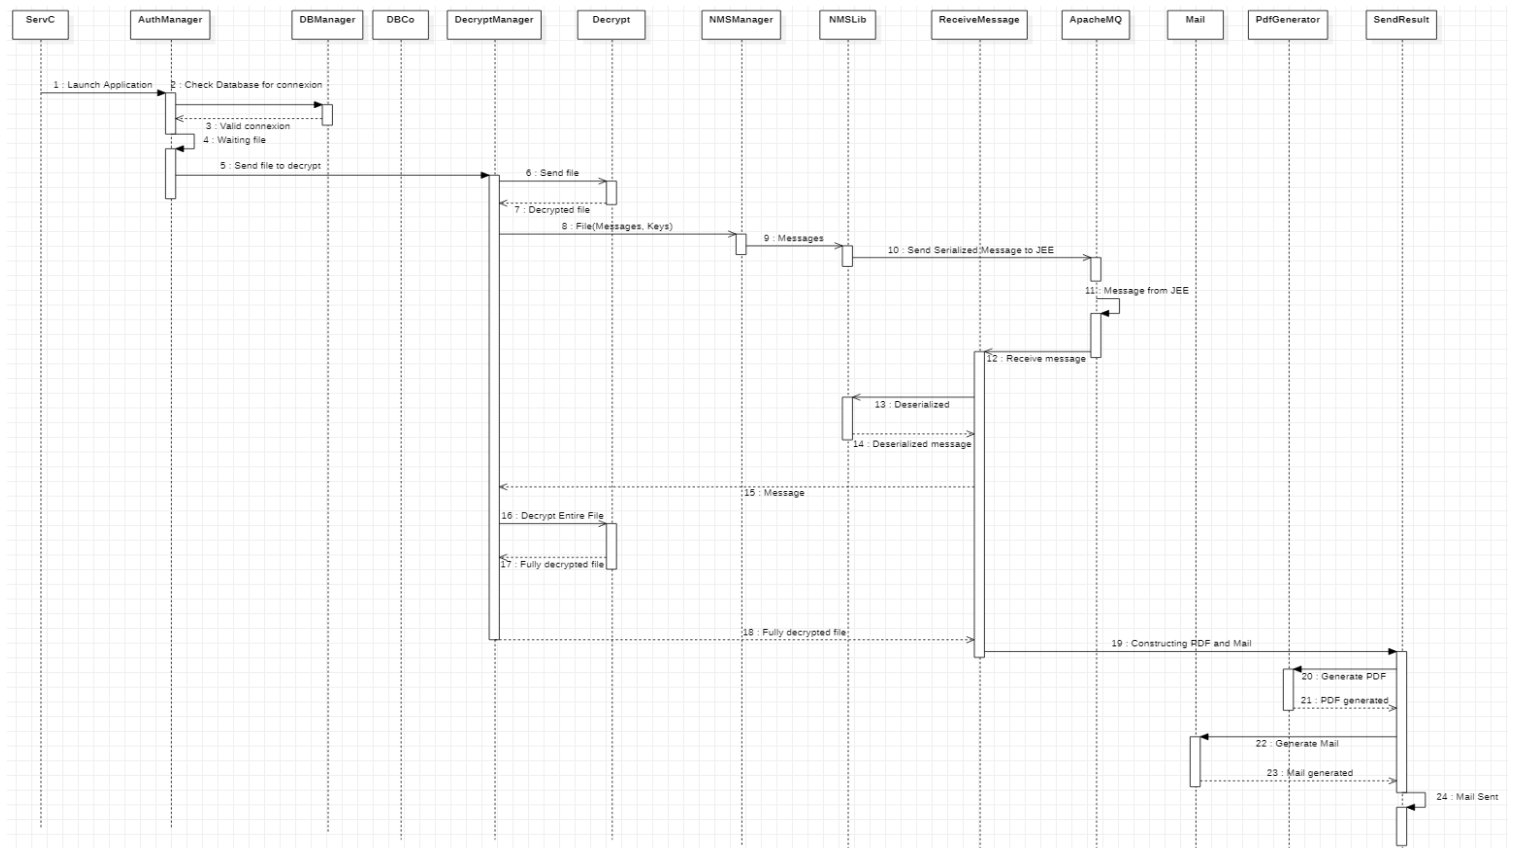 ServC
AuthManager
DBManager
DBCo
DecryptManager
Decrypt
NMSManager
NMSLib
ReceiveMessage
ApacheMQ
Mail
PdfGenerator
SendResult
1 : Launch Application
2 : Check Database for connexion
3 : Valid connexion
4 : Waiting file
5 : Send file to decrypt
6 : Send file
7 : Decrypted file
8 : File(Messages, Keys)
9 : Messages
10 : Send Serialized Message to JEE
11 : Message from JEE
12 : Receive message
13 : Deserialized
14 : Deserialized message
15 : Message
16 : Decrypt Entire File
17 : Fully decrypted file
18 : Fully decrypted file
19 : Constructing PDF and Mail
20 : Generate PDF
21 : PDF generated
22 : Generate Mail
23 : Mail generated
24 : Mail Sent